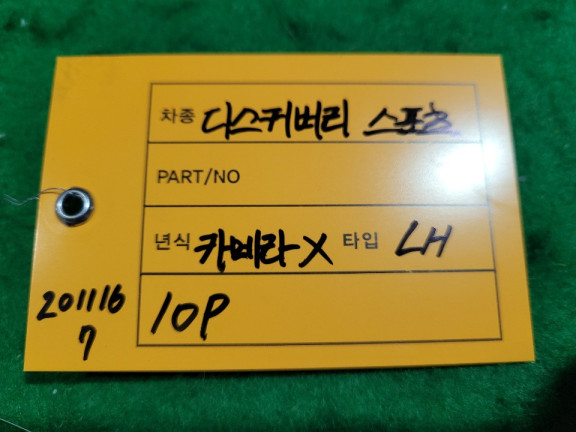 차종 디스커버리 스포츠
PART/NO
년식 카메라X 타입 LH
201116 10P
7